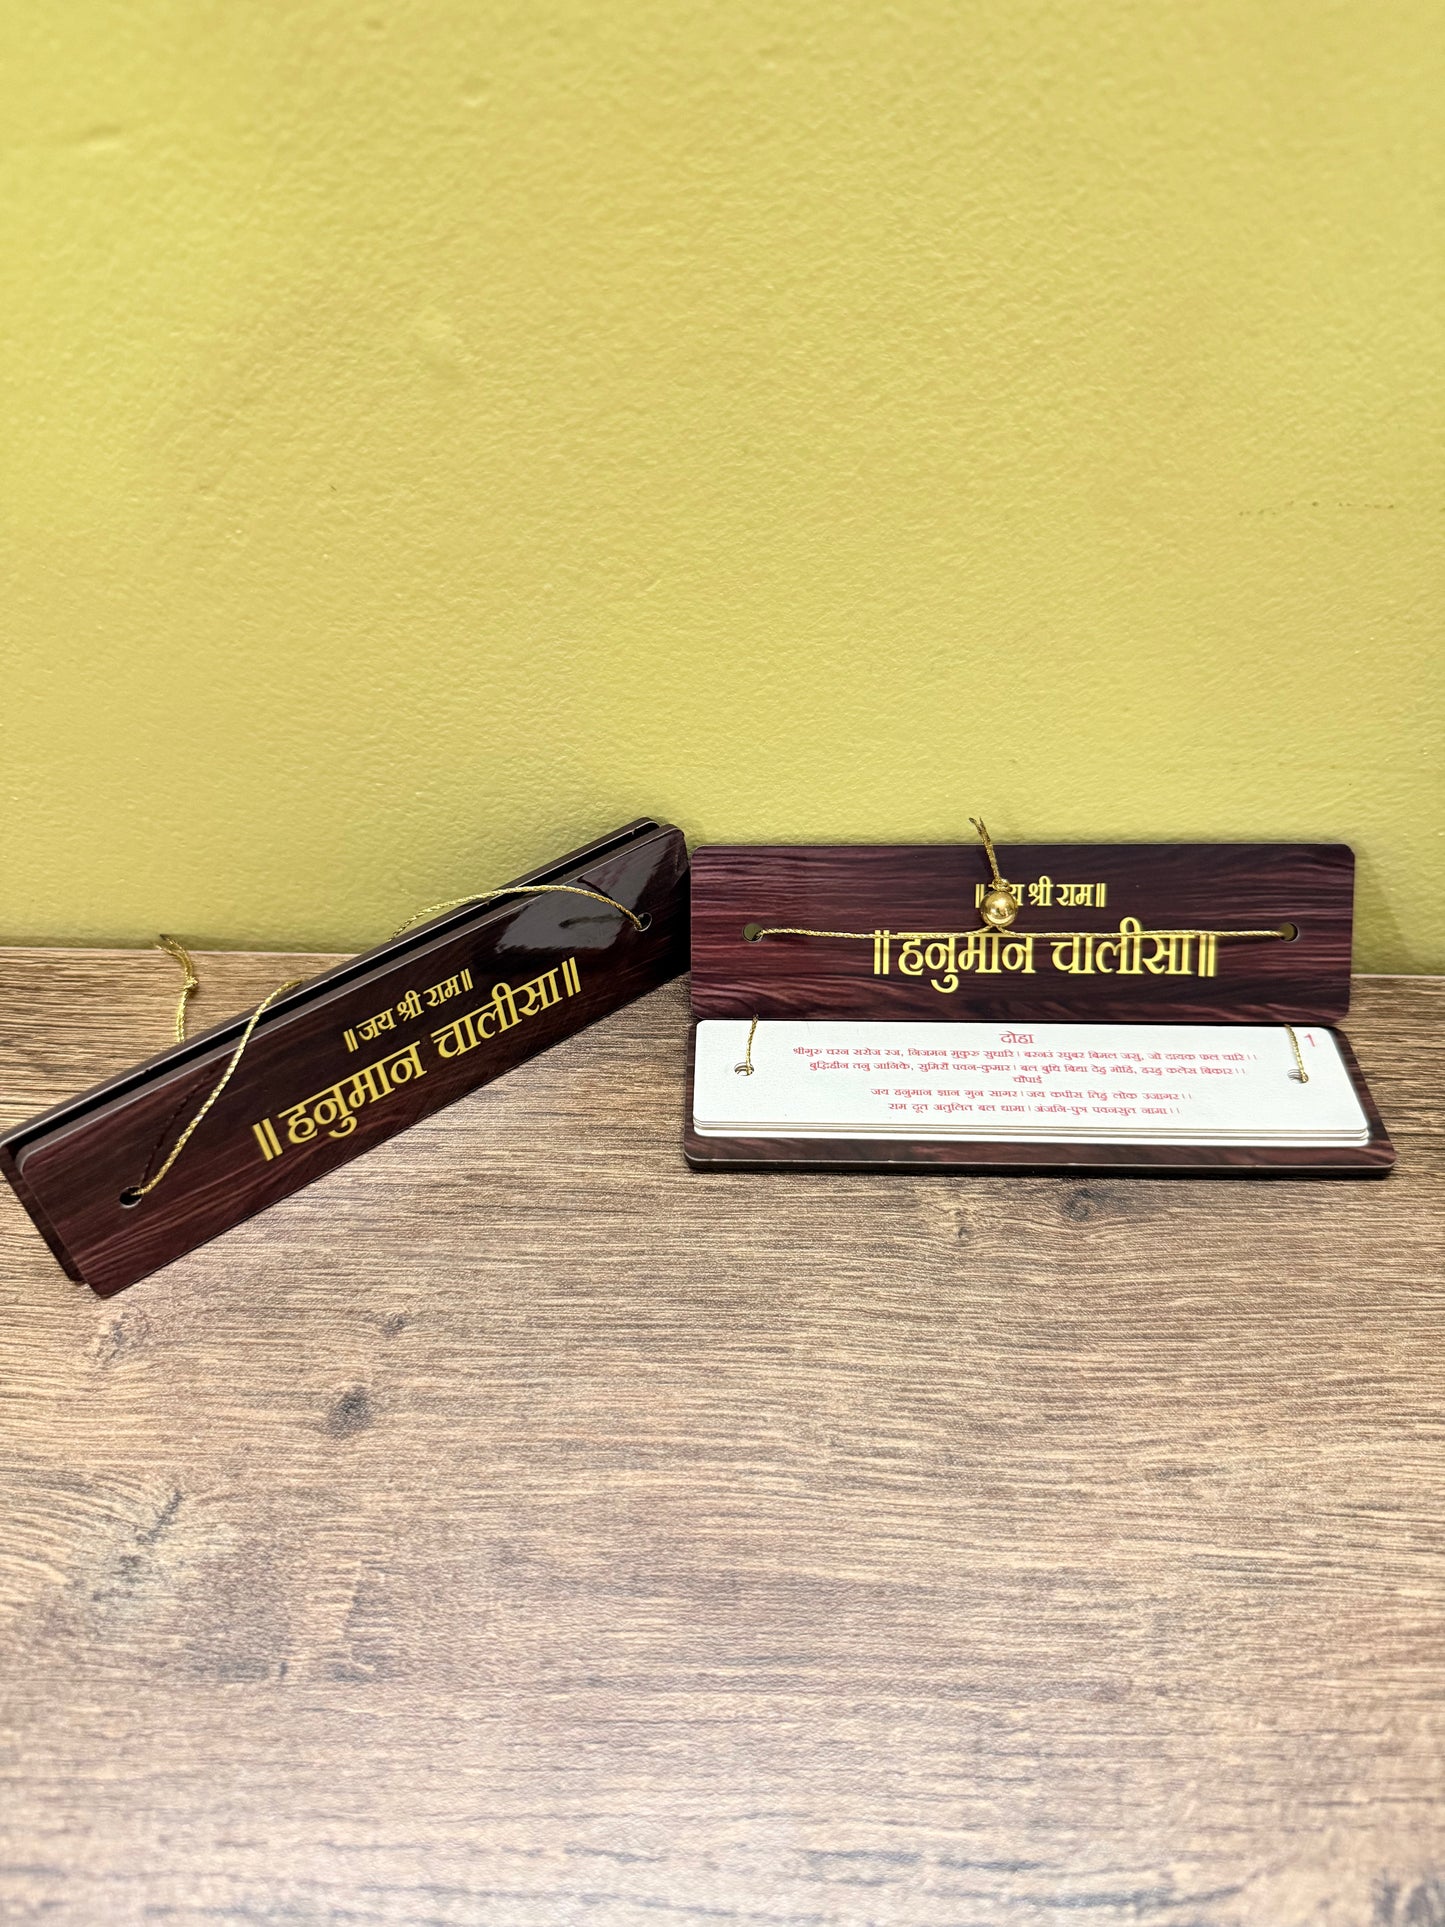 ॥ जय श्री राम॥
॥ हनुमान चालीसा॥
॥ जय श्री राम॥
॥ हनुमान चालीसा॥
दोहा
1
श्रीगुरु चरन सरोज रज, निजमन मुकुरु सुधारि। बरनउँ रघुबर बिमल जसु, जो दायक फल चारि।।
बुद्धिहीन तनु जानिके, सुमिरौं पवन-कुमार। बल बुधि बिद्या देहु मोहिं, हरहु कलेस बिकार।।
चौपाई
जय हनुमान ज्ञान गुन सागर। जय कपीस तिहुं लोक उजागर।।
राम दूत अतुलित बल धामा। अंजनि-पुत्र पवनसुत नामा।।